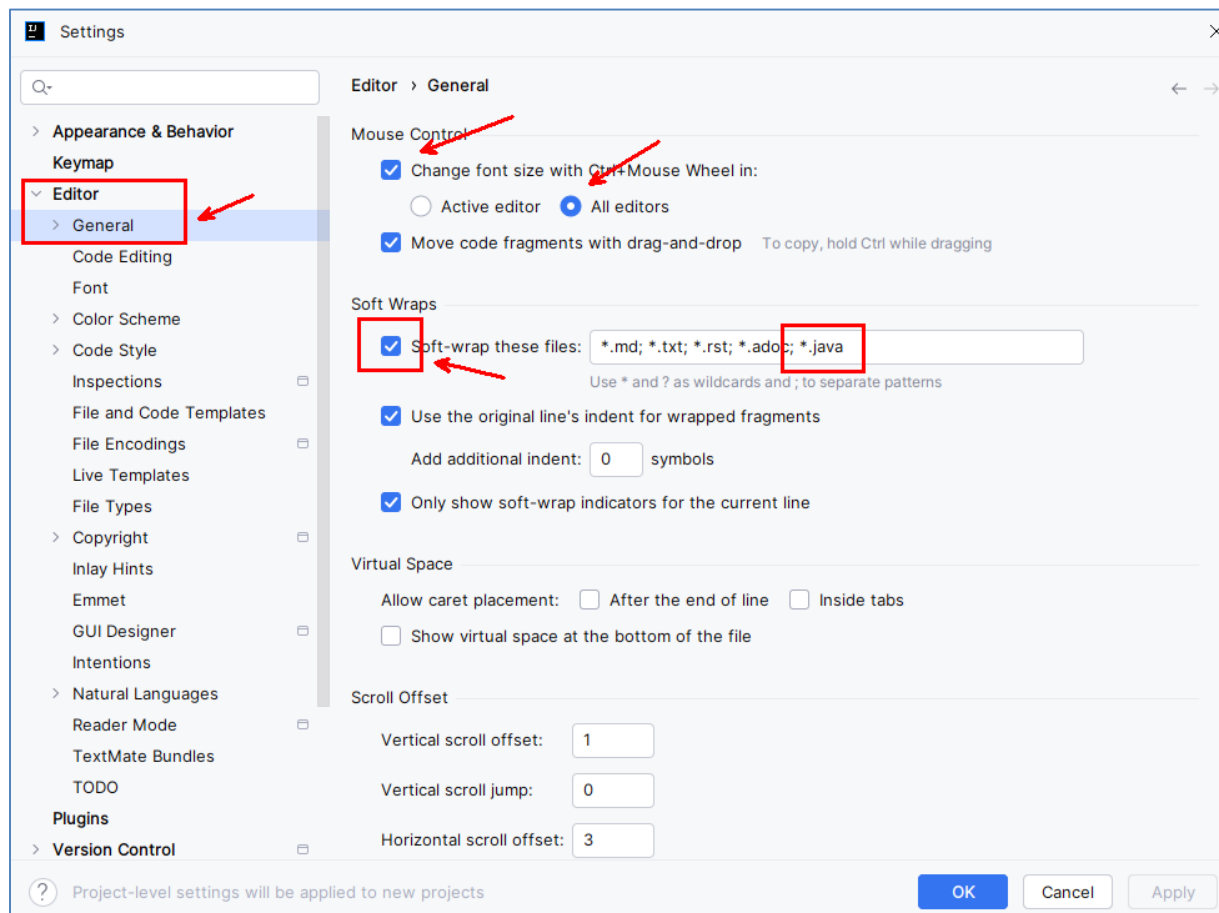 Settings
Appearance & Behavior
Keymap
Editor
General
Code Editing
Font
Color Scheme
Code Style
Inspections
File and Code Templates
File Encodings
Live Templates
File Types
Copyright
Inlay Hints
Emmet
GUI Designer
Intentions
Natural Languages
Reader Mode
TextMate Bundles
TODO
Plugins
Version Control
Editor › General
Mouse Control
Change font size with Ctrl+Mouse Wheel in:
Active editor All editors
Move code fragments with drag-and-drop To copy, hold Ctrl while dragging
Soft Wraps
Soft-wrap these files: *.md; *.txt; *.rst; *.adoc; *.java
Use * and ? as wildcards and ; to separate patterns
Use the original line's indent for wrapped fragments
Add additional indent: 0 symbols
Only show soft-wrap indicators for the current line
Virtual Space
Allow caret placement: After the end of line Inside tabs
Show virtual space at the bottom of the file
Scroll Offset
Vertical scroll offset: 1
Vertical scroll jump: 0
Horizontal scroll offset: 3
? Project-level settings will be applied to new projects
OK Cancel Apply